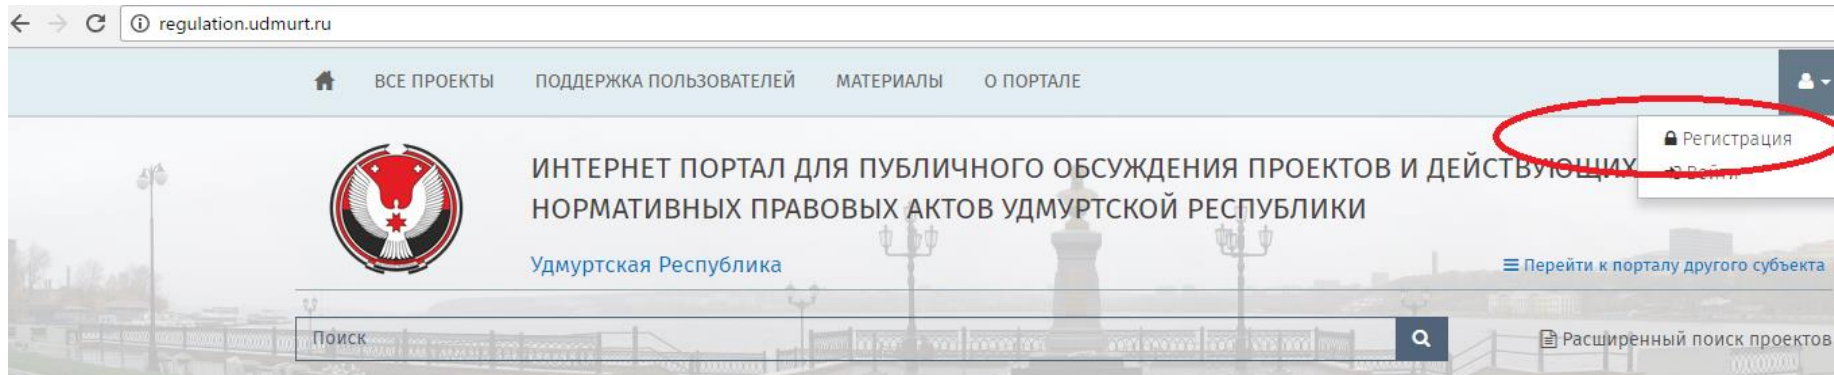 regulation.udmurt.ru
ВСЕ ПРОЕКТЫ ПОДДЕРЖКА ПОЛЬЗОВАТЕЛЕЙ МАТЕРИАЛЫ О ПОРТАЛЕ
Регистрация
Войти
ИНТЕРНЕТ ПОРТАЛ ДЛЯ ПУБЛИЧНОГО ОБСУЖДЕНИЯ ПРОЕКТОВ И ДЕЙСТВУЮЩИХ
НОРМАТИВНЫХ ПРАВОВЫХ АКТОВ УДМУРТСКОЙ РЕСПУБЛИКИ
Удмуртская Республика
Перейти к порталу другого субъекта
Поиск
Расширенный поиск проектов